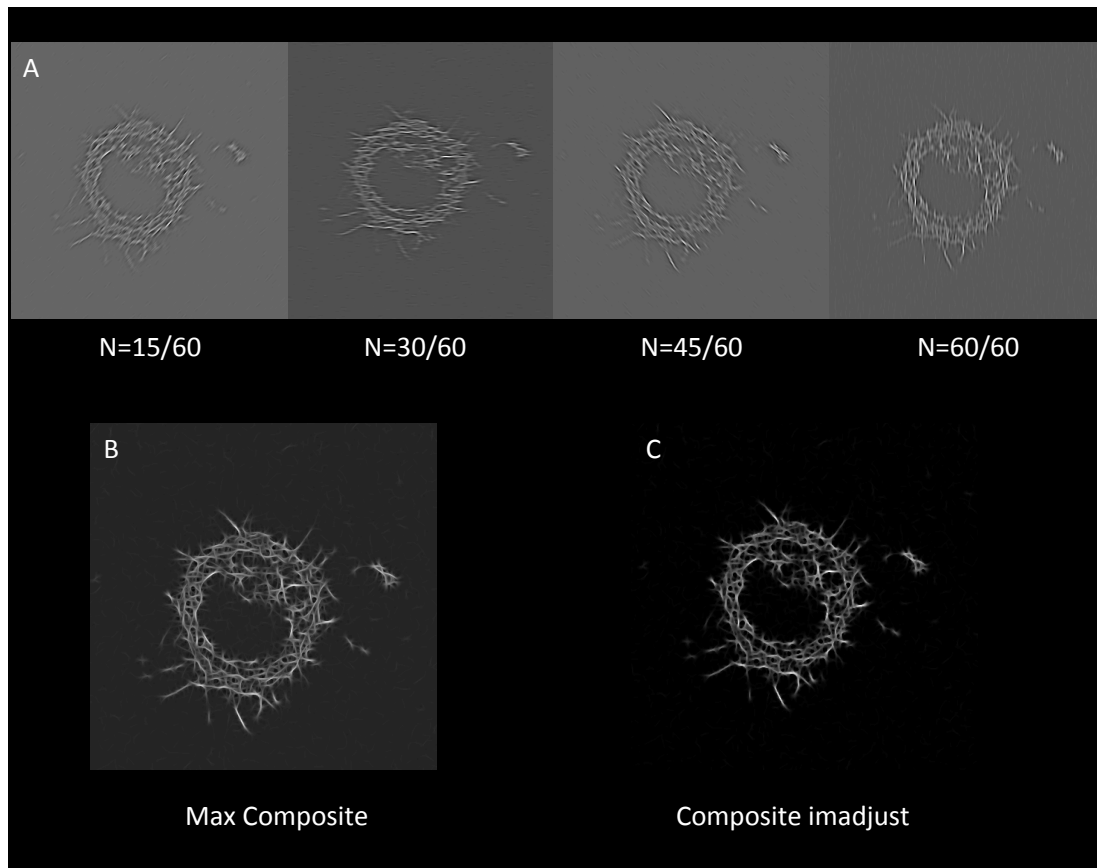 A
N=15/60
N=30/60
N=45/60
N=60/60
B
C
Max Composite
Composite imadjust